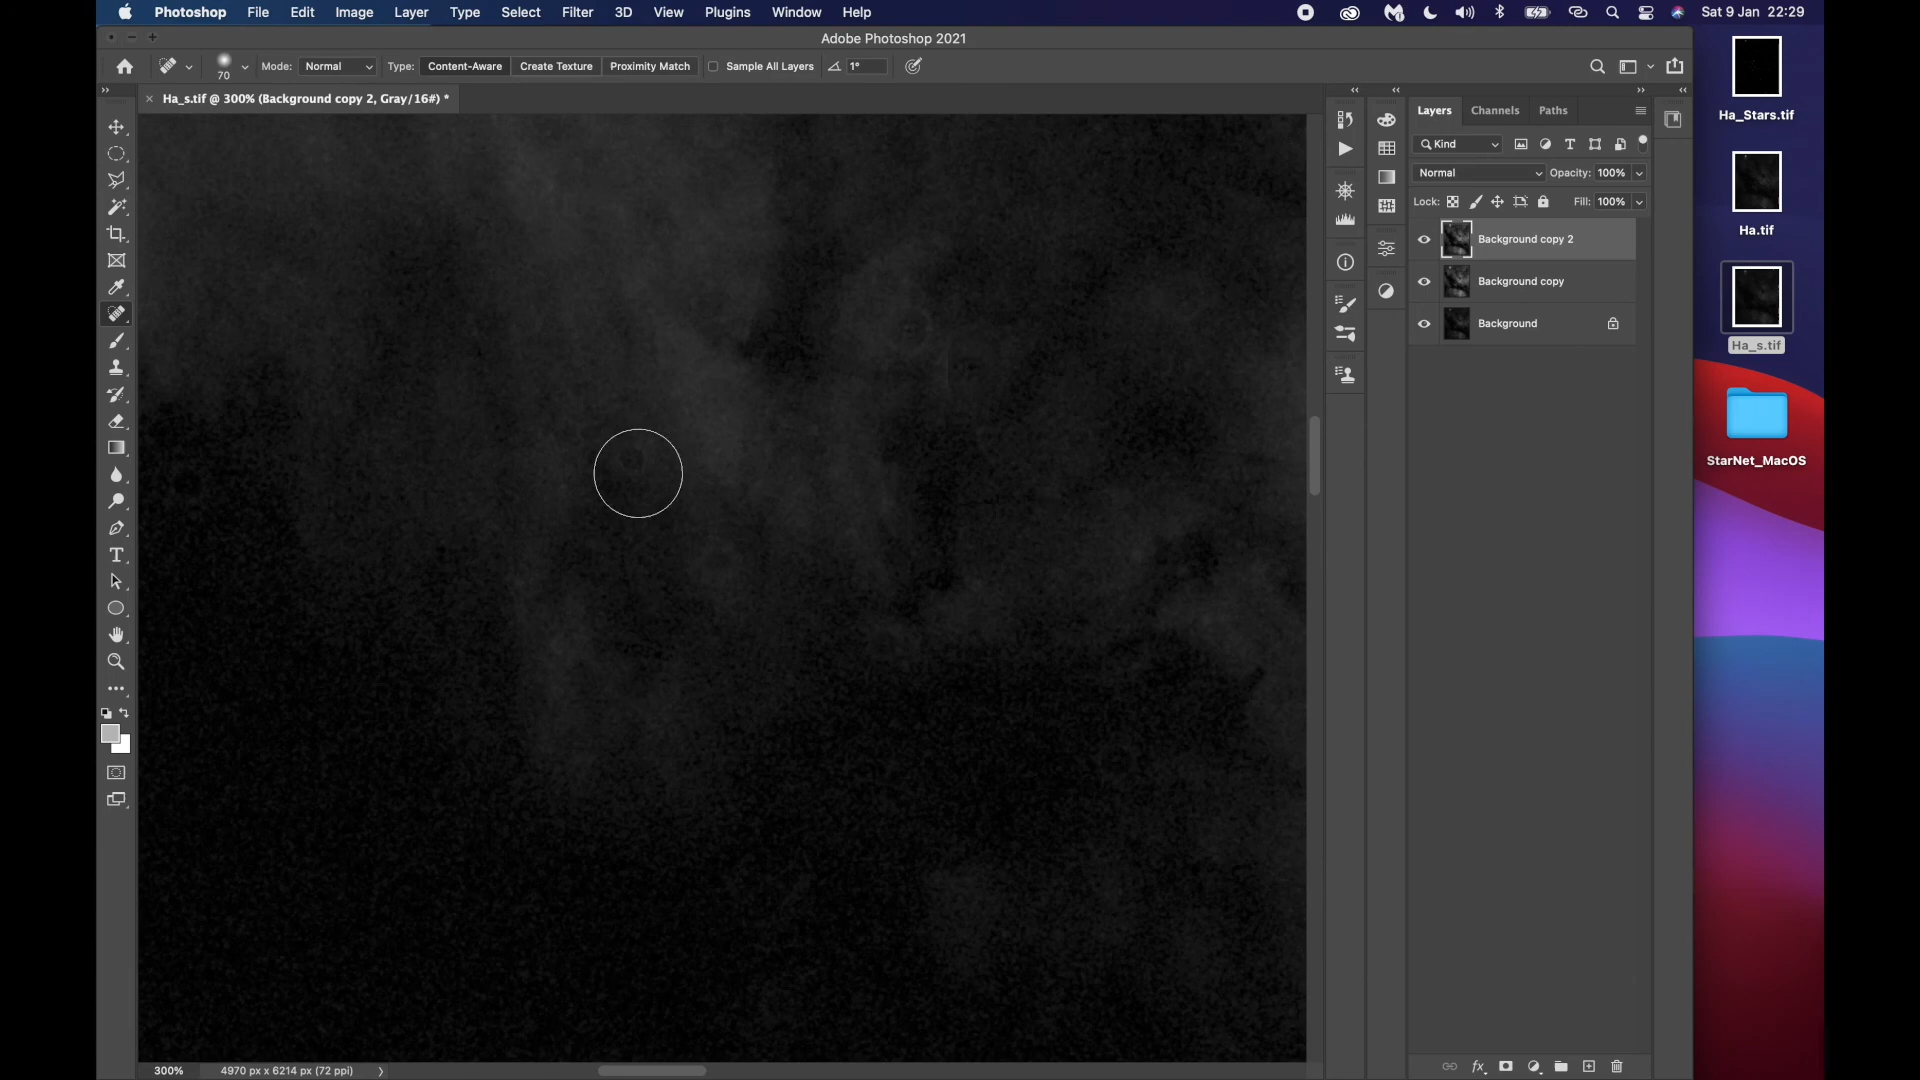 Photoshop File Edit Image Layer Type Select Filter 3D View Plugins Window Help Sat 9 Jan 22:29
Adobe Photoshop 2021
70 Mode: Normal Type: Content-Aware Create Texture Proximity Match Sample All Layers 1°
Ha_s.tif @ 300% (Background copy 2, Gray/16#) *
Layers Channels Paths
Kind
Normal Opacity: 100%
Lock: Fill: 100%
Background copy 2
Background copy
Background
Ha_Stars.tif
Ha.tif
Ha_s.tif
StarNet_MacOS
300% 4970 px x 6214 px (72 ppi)